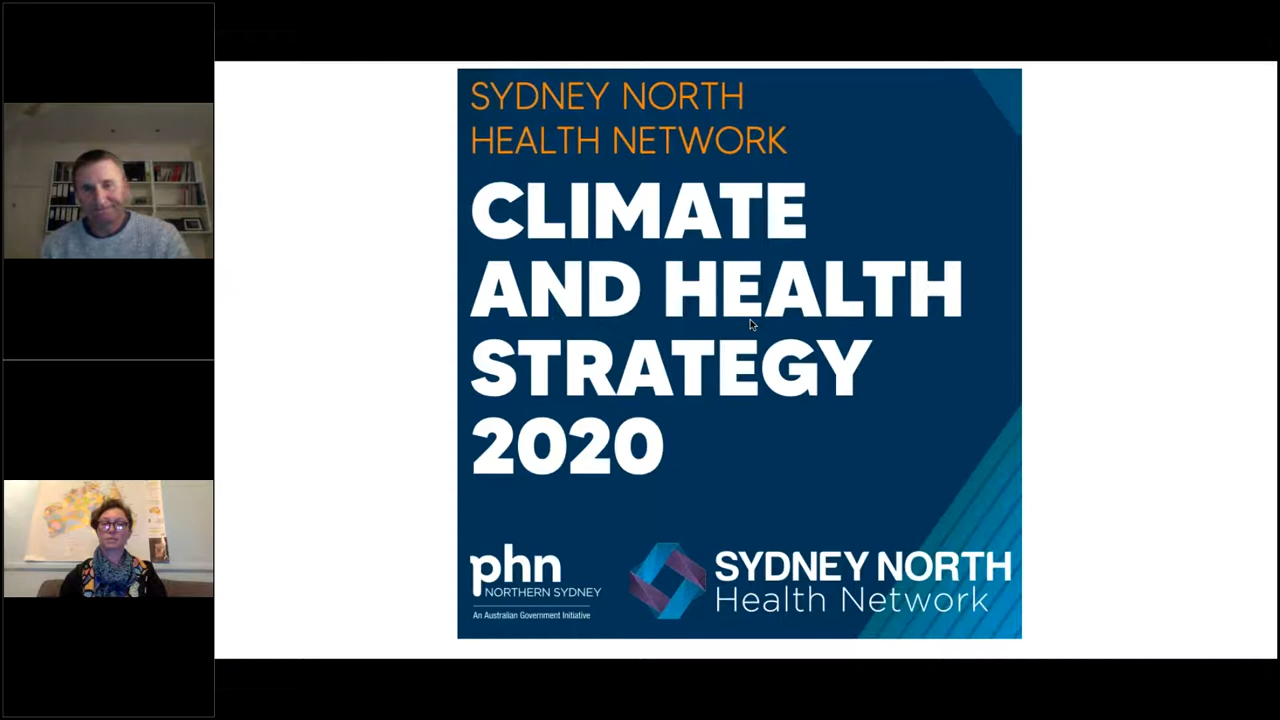 SYDNEY NORTH
HEALTH NETWORK
CLIMATE
AND HEALTH
STRATEGY
2020
phn
NORTHERN SYDNEY
An Australian Government Initiative
SYDNEY NORTH
Health Network